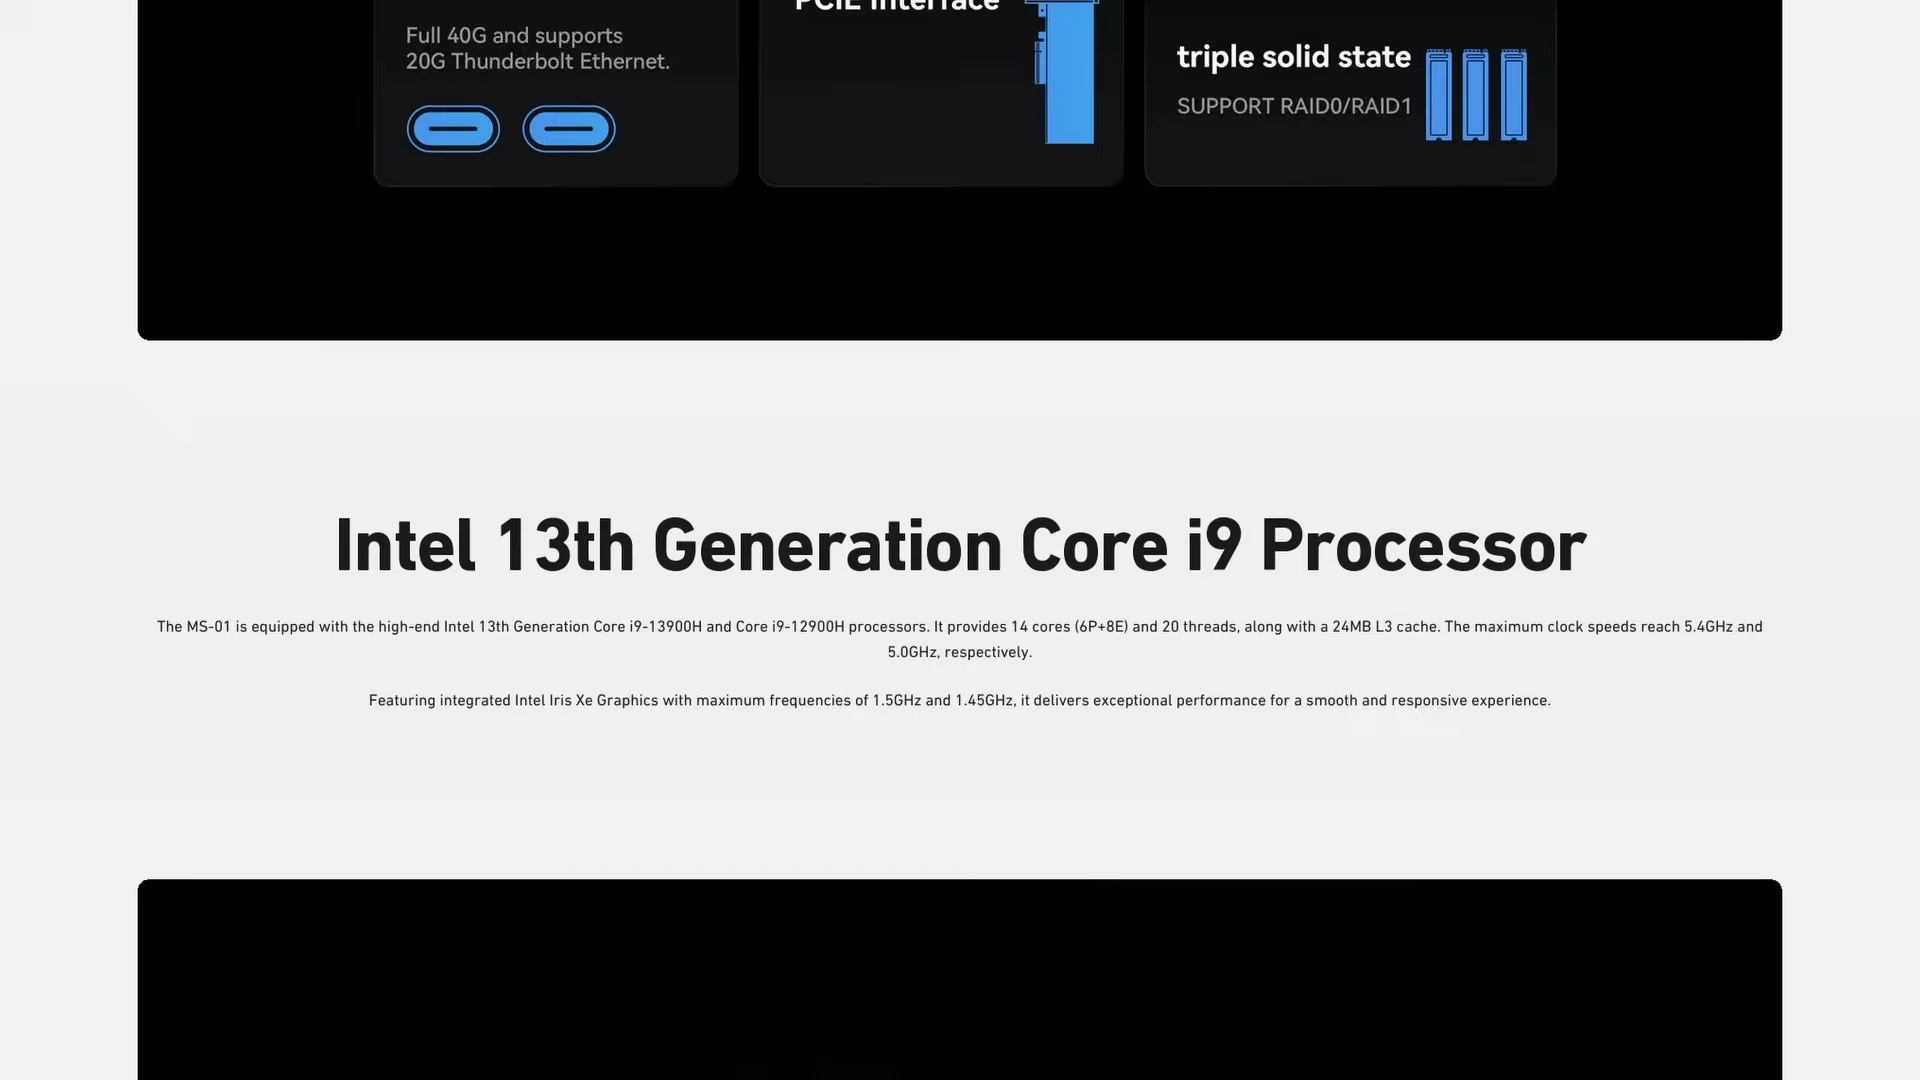 Full 40G and supports
20G Thunderbolt Ethernet.
PCIE Interface
triple solid state
SUPPORT RAID0/RAID1
Intel 13th Generation Core i9 Processor
The MS-01 is equipped with the high-end Intel 13th Generation Core i9-13900H and Core i9-12900H processors. It provides 14 cores (6P+8E) and 20 threads, along with a 24MB L3 cache. The maximum clock speeds reach 5.4GHz and
5.0GHz, respectively.
Featuring integrated Intel Iris Xe Graphics with maximum frequencies of 1.5GHz and 1.45GHz, it delivers exceptional performance for a smooth and responsive experience.